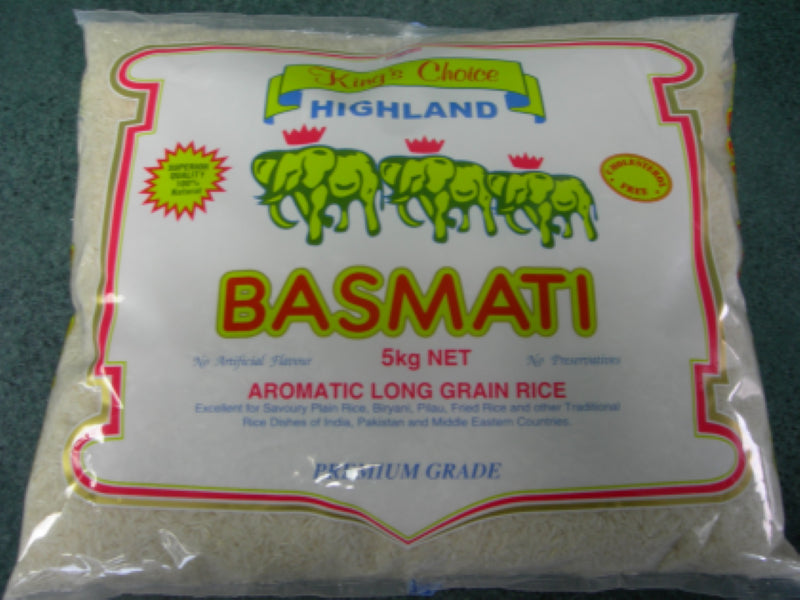 King's Choice
HIGHLAND
SUPERIOR
QUALITY
100%
Natural
CHOLESTEROL
FREE
BASMATI
No Artificial Flavour
5kg NET
No Preservatives
AROMATIC LONG GRAIN RICE
Excellent for Savoury Plain Rice, Biryani, Pilau, Fried Rice and other Traditional
Rice Dishes of India, Pakistan and Middle Eastern Countries.
PREMIUM GRADE